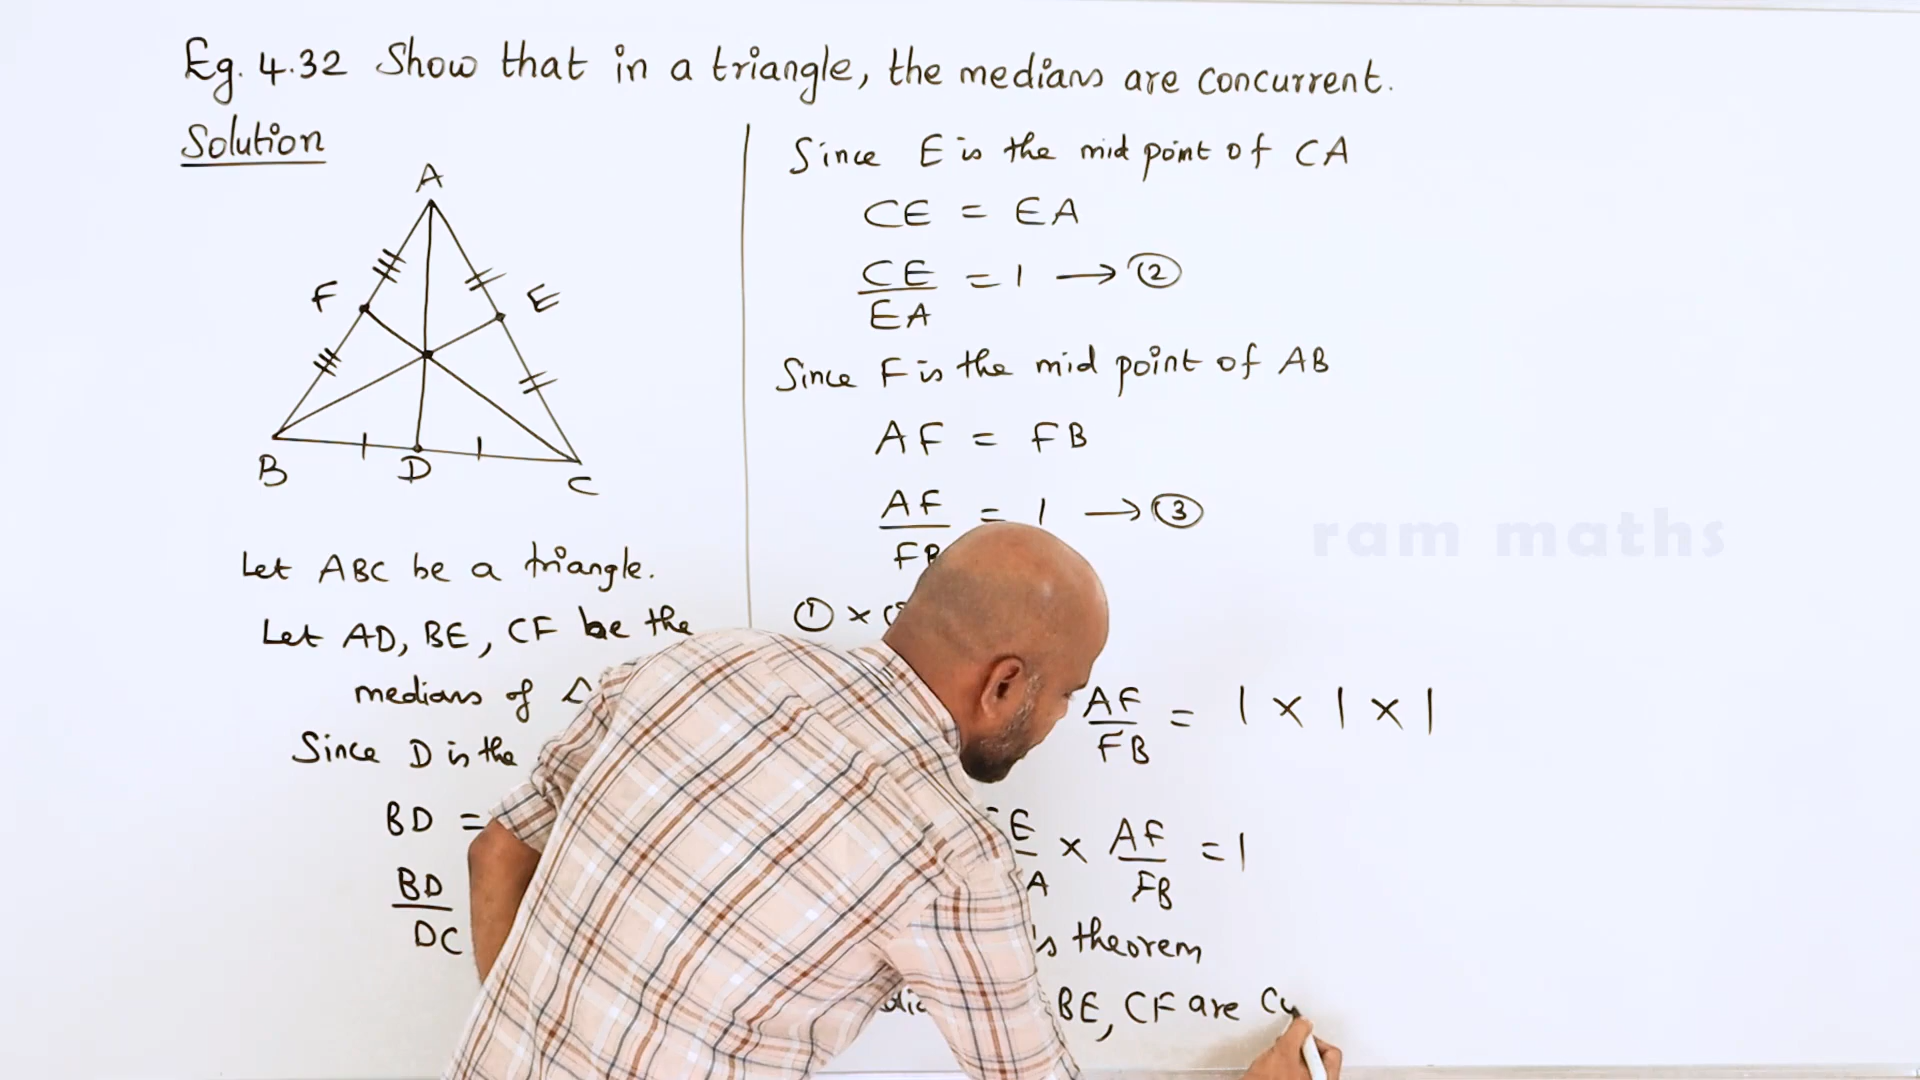 Eg. 4.32 Show that in a triangle, the medians are concurrent.
Solution
A
F
E
B
D
C
Let ABC be a triangle.
Let AD, BE, CF be the
medians of △
Since D is the
BD =
BD
DC
Since E is the mid point of CA
CE = EA
CE
EA
= 1 → ②
Since F is the mid point of AB
AF = FB
AF
FB
= 1 → ③
① ×
AF
FB
= 1 × 1 × 1
E
A
× AF
FB
= 1
's theorem
BE, CF are
ram maths